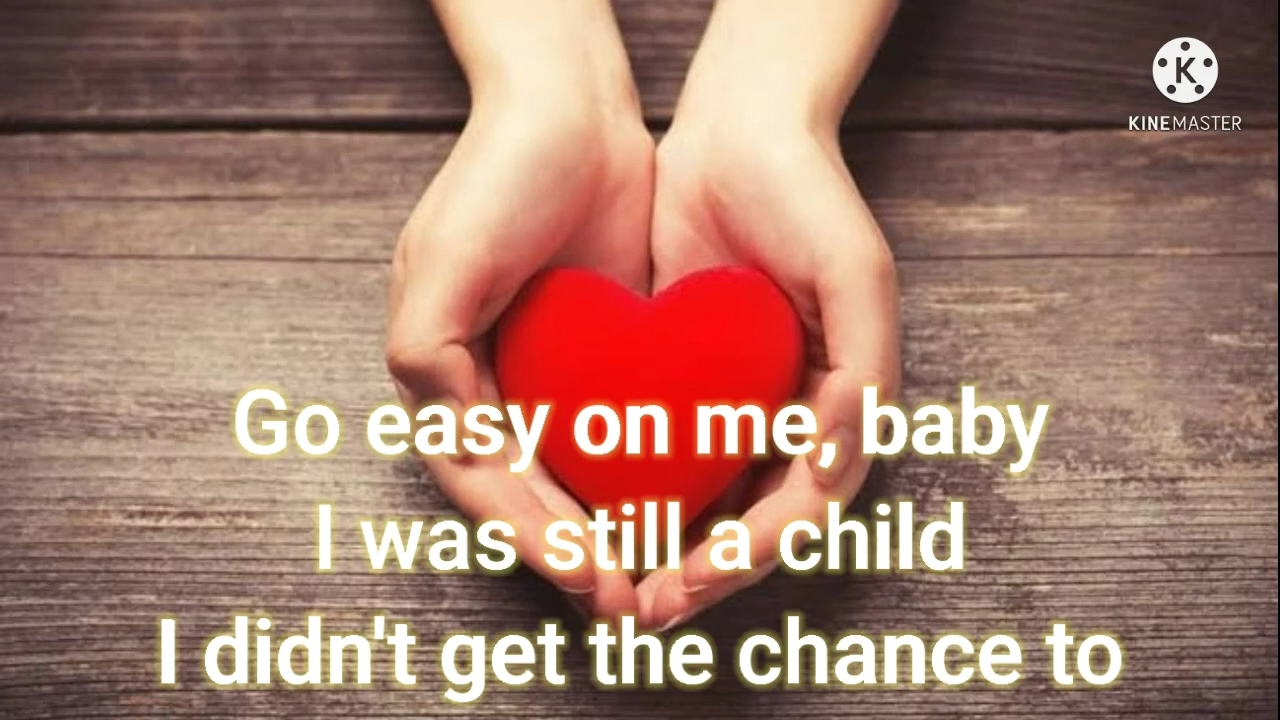 K
KINEMASTER
Go easy on me, baby
I was still a child
I didn't get the chance to